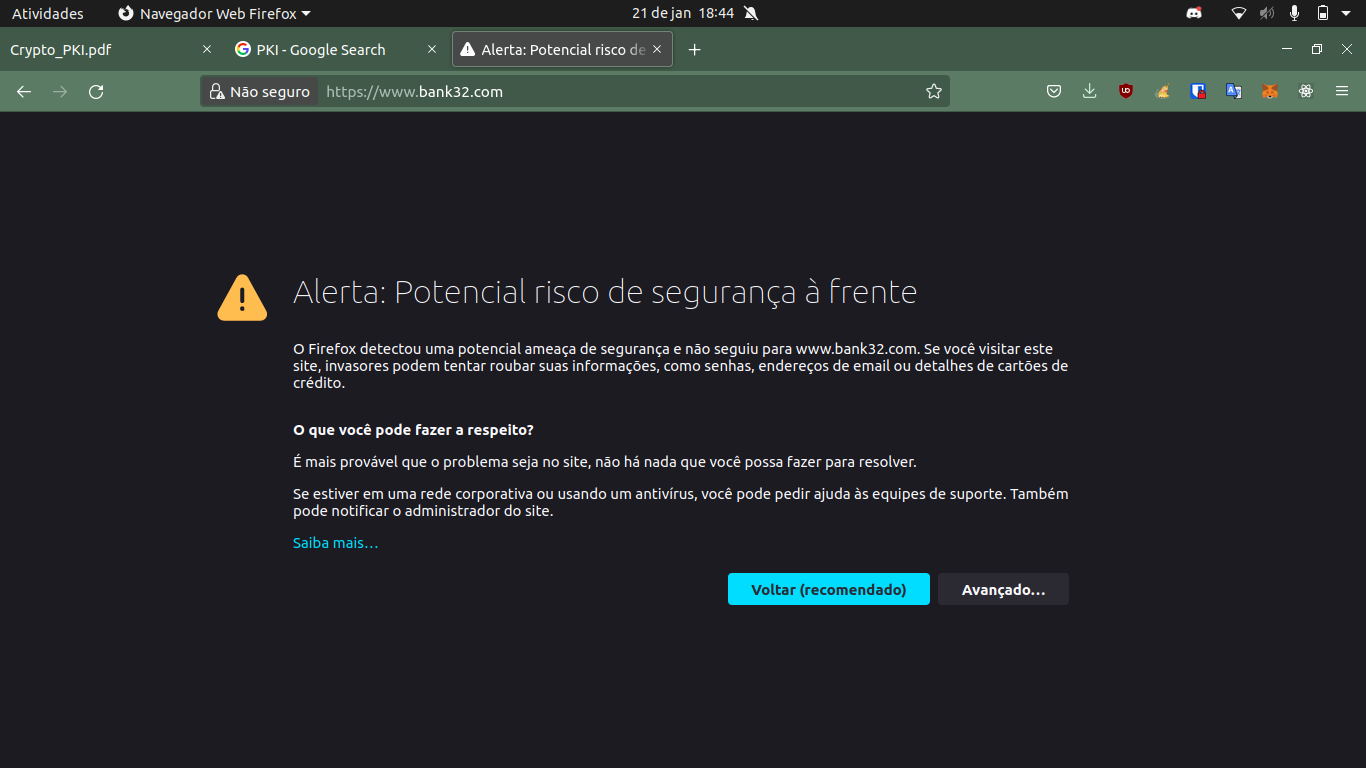 Atividades
Navegador Web Firefox
21 de jan 18:44
Crypto_PKI.pdf
PKI - Google Search
Alerta: Potencial risco de
Não seguro
https://www.bank32.com
Alerta: Potencial risco de segurança à frente
O Firefox detectou uma potencial ameaça de segurança e não seguiu para www.bank32.com. Se você visitar este
site, invasores podem tentar roubar suas informações, como senhas, endereços de email ou detalhes de cartões de
crédito.
O que você pode fazer a respeito?
É mais provável que o problema seja no site, não há nada que você possa fazer para resolver.
Se estiver em uma rede corporativa ou usando um antivírus, você pode pedir ajuda às equipes de suporte. Também
pode notificar o administrador do site.
Saiba mais…
Voltar (recomendado)
Avançado…